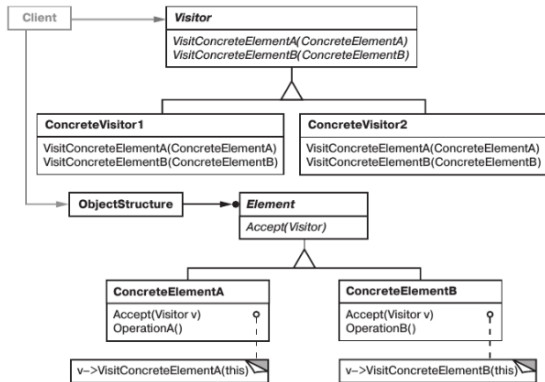 Client
Visitor
VisitConcreteElementA(ConcreteElementA)
VisitConcreteElementB(ConcreteElementB)
ConcreteVisitor1
VisitConcreteElementA(ConcreteElementA)
VisitConcreteElementB(ConcreteElementB)
ConcreteVisitor2
VisitConcreteElementA(ConcreteElementA)
VisitConcreteElementB(ConcreteElementB)
ObjectStructure
Element
Accept(Visitor)
ConcreteElementA
Accept(Visitor v)
OperationA()
v->VisitConcreteElementA(this)
ConcreteElementB
Accept(Visitor v)
OperationB()
v->VisitConcreteElementB(this)